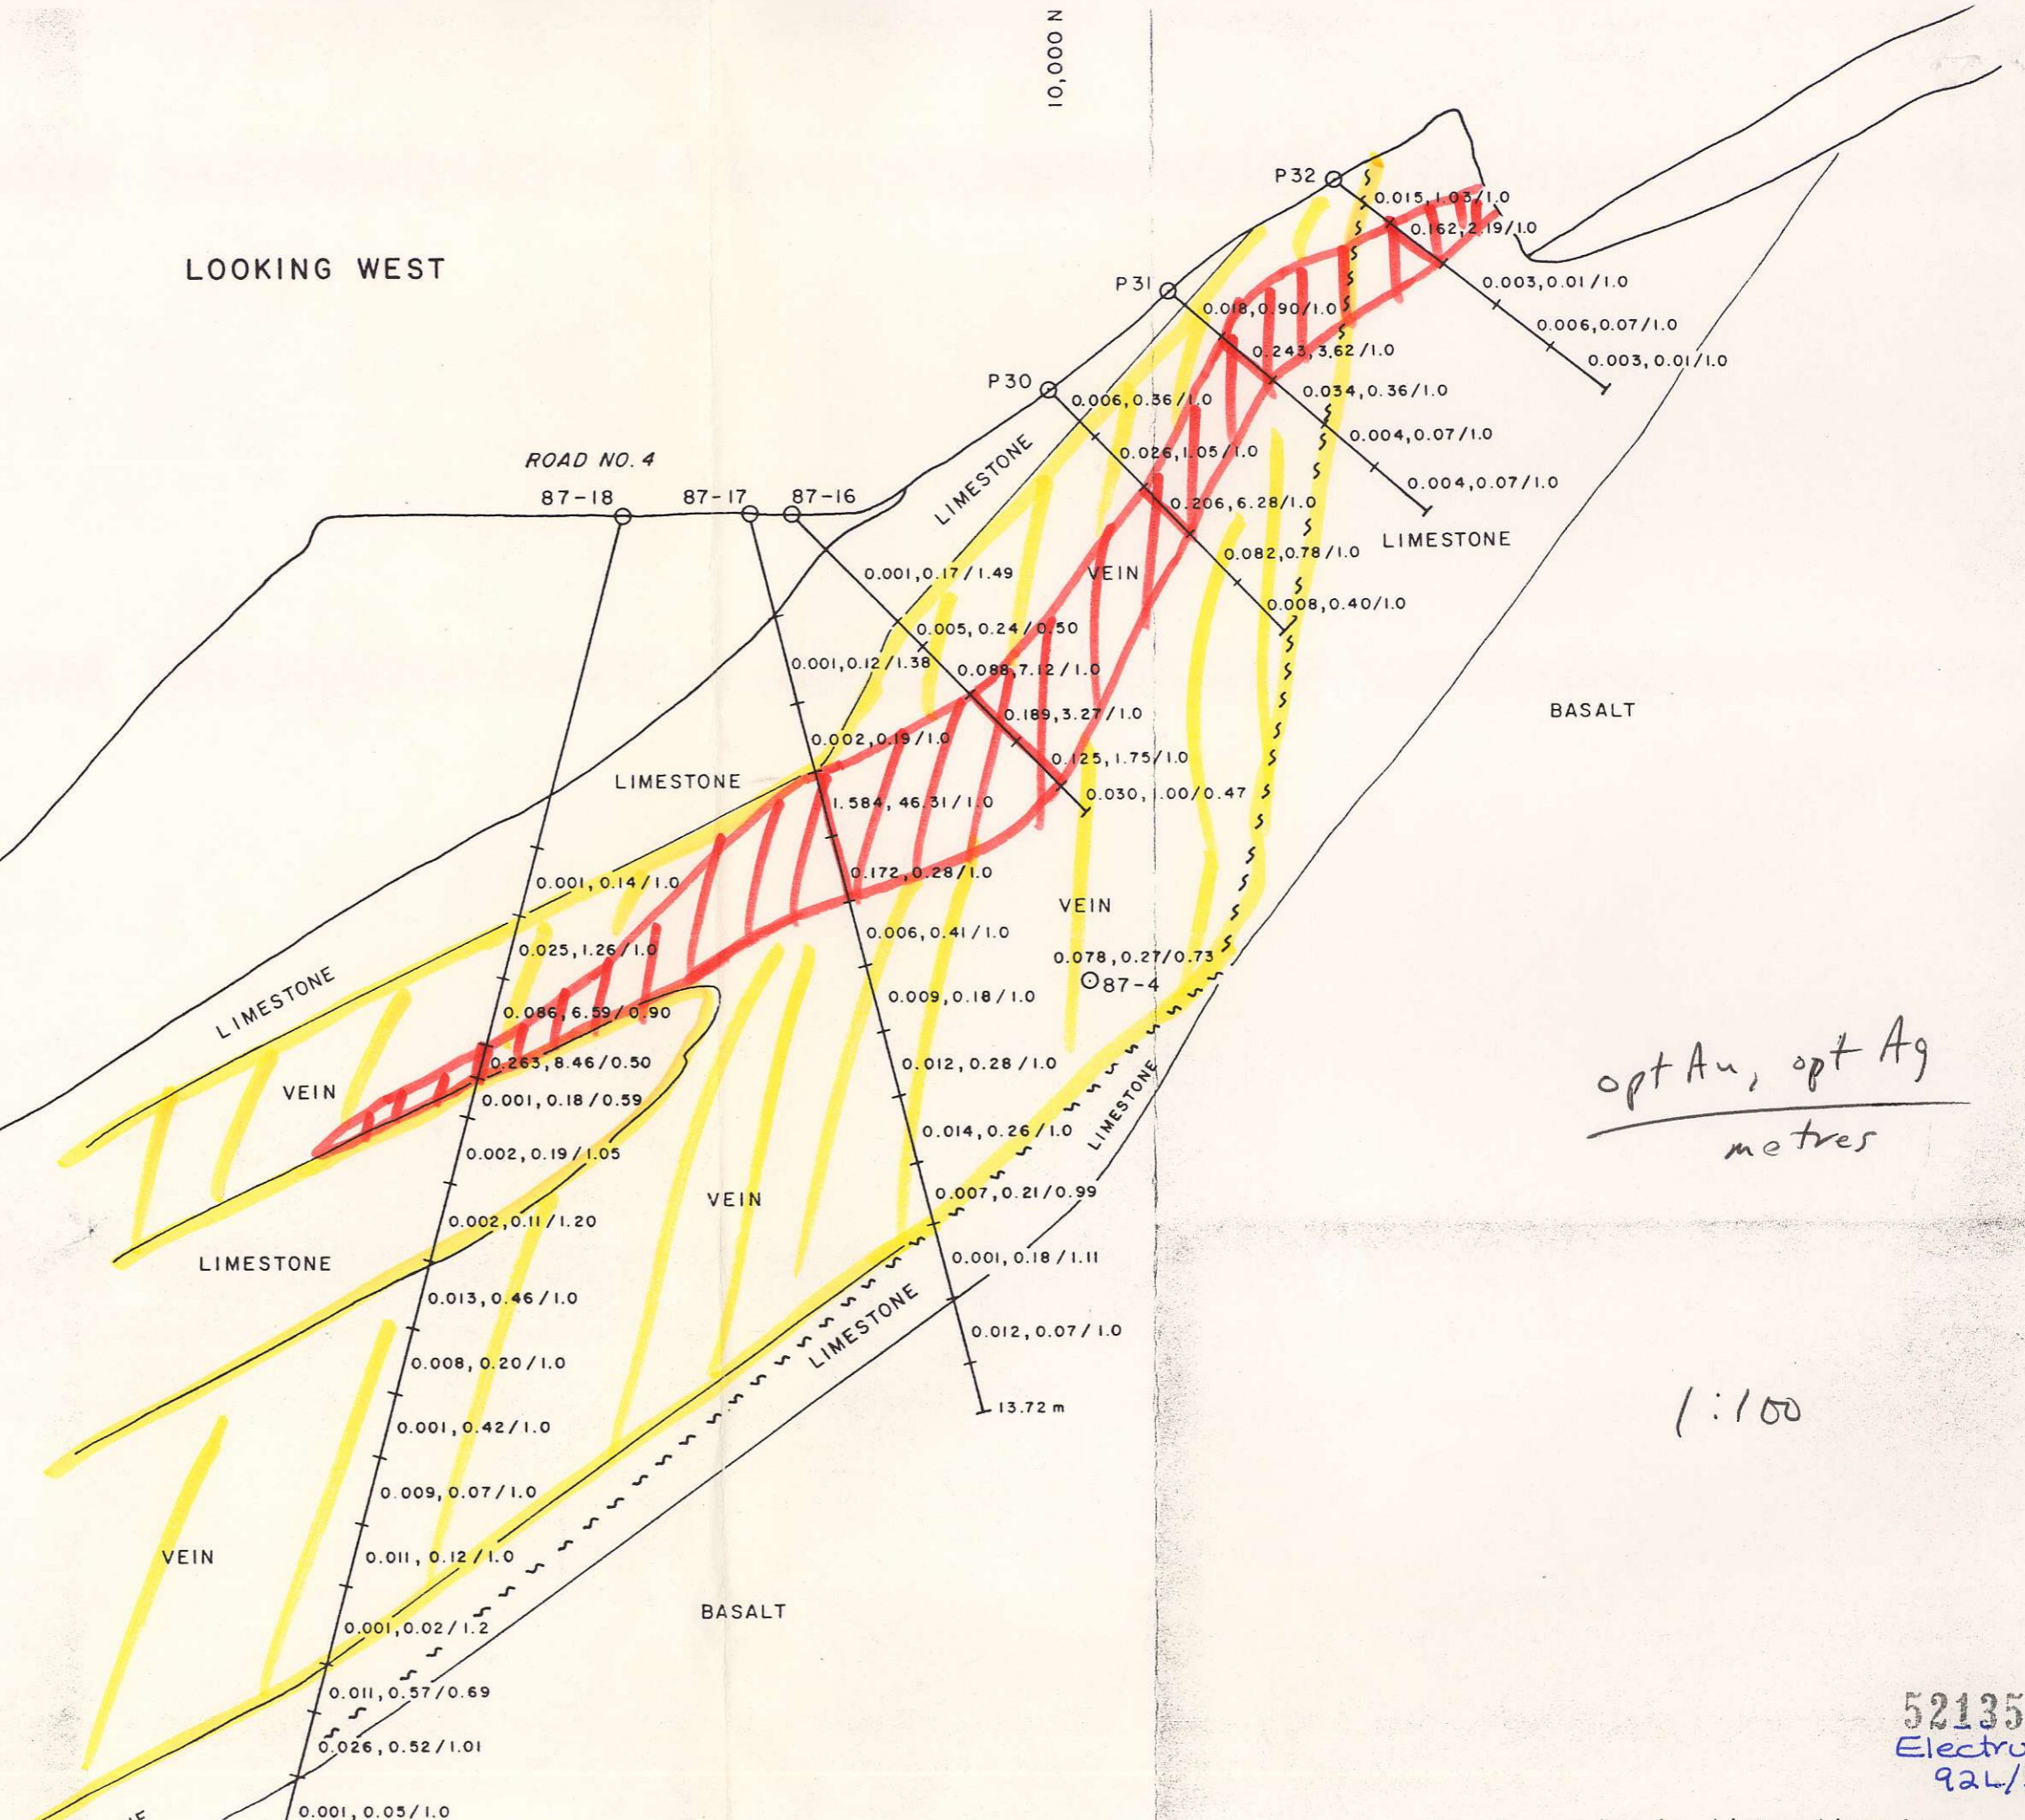 10,000 N
LOOKING WEST
P32
0.015, 1.03/1.0
0.162, 2.19/1.0
0.003, 0.01/1.0
0.006, 0.07/1.0
0.003, 0.01/1.0
P31
0.018, 0.90/1.0
0.243, 3.62/1.0
0.034, 0.36/1.0
0.004, 0.07/1.0
0.004, 0.07/1.0
P30
0.006, 0.36/1.0
0.026, 1.05/1.0
0.206, 6.28/1.0
0.082, 0.78/1.0
0.008, 0.40/1.0
LIMESTONE
LIMESTONE
VEIN
BASALT
ROAD NO. 4
87-18
87-17
87-16
0.001, 0.17/1.49
0.005, 0.24/0.50
0.088, 7.12/1.0
0.189, 3.27/1.0
0.125, 1.75/1.0
0.030, 1.00/0.47
0.001, 0.12/1.38
0.002, 0.19/1.0
1.584, 46.31/1.0
0.172, 0.28/1.0
0.006, 0.41/1.0
0.009, 0.18/1.0
0.012, 0.28/1.0
0.014, 0.26/1.0
0.007, 0.21/0.99
0.001, 0.18/1.11
0.012, 0.07/1.0
13.72 m
LIMESTONE
VEIN
0.078, 0.27/0.73
87-4
LIMESTONE
0.001, 0.14/1.0
0.025, 1.26/1.0
0.086, 6.59/0.90
0.263, 8.46/0.50
0.001, 0.18/0.59
0.002, 0.19/1.05
0.002, 0.11/1.20
0.013, 0.46/1.0
0.008, 0.20/1.0
0.001, 0.42/1.0
0.009, 0.07/1.0
0.011, 0.12/1.0
0.001, 0.02/1.2
0.011, 0.57/0.69
0.026, 0.52/1.01
0.001, 0.05/1.0
LIMESTONE
VEIN
LIMESTONE
VEIN
LIMESTONE
VEIN
BASALT
opt Au, opt Ag
metres
1:100
52135
Electru
92L/